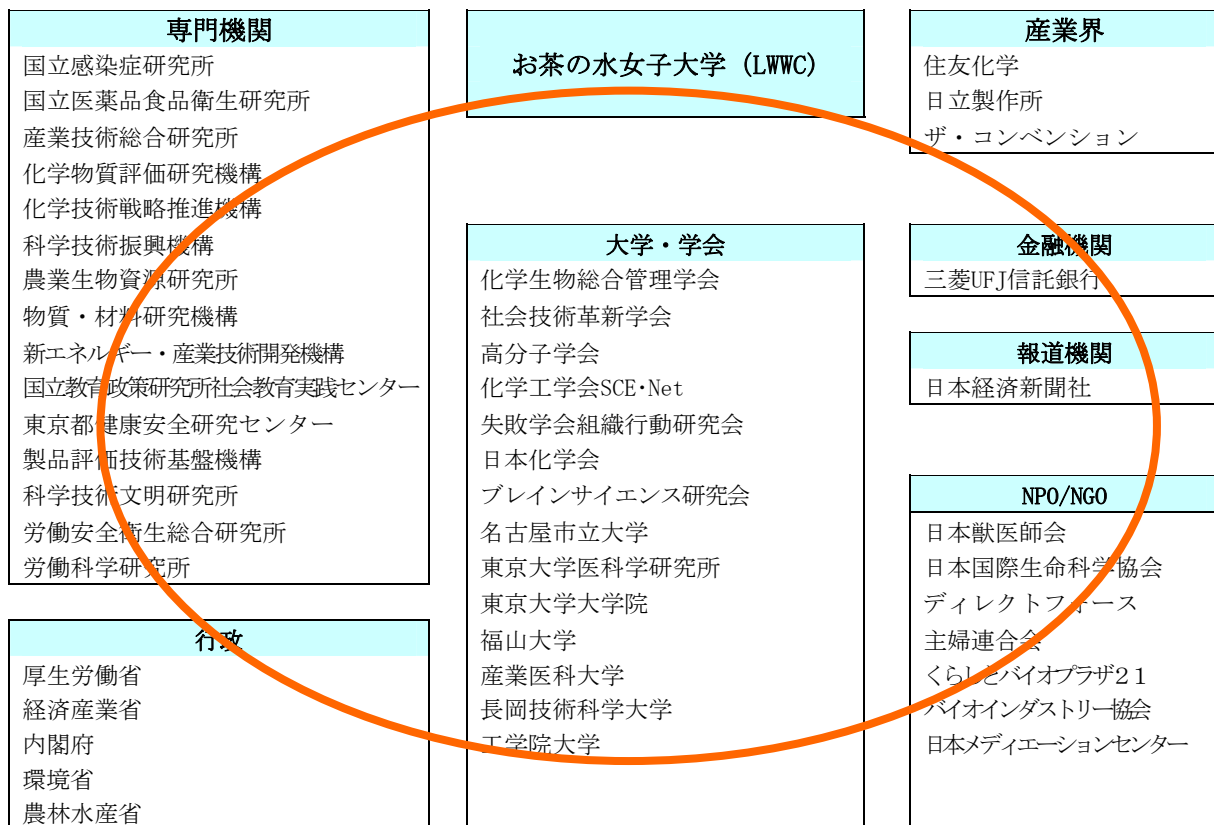 専門機関
国立感染症研究所
国立医薬品食品衛生研究所
産業技術総合研究所
化学物質評価研究機構
化学技術戦略推進機構
科学技術振興機構
農業生物資源研究所
物質・材料研究機構
新エネルギー・産業技術開発機構
国立教育政策研究所社会教育実践センター
東京都健康安全研究センター
製品評価技術基盤機構
科学技術文明研究所
労働安全衛生総合研究所
労働科学研究所
行政
厚生労働省
経済産業省
内閣府
環境省
農林水産省
お茶の水女子大学 (LWWC)
大学・学会
化学生物総合管理学会
社会技術革新学会
高分子学会
化学工学会SCE・Net
失敗学会組織行動研究会
日本化学会
ブレインサイエンス研究会
名古屋市立大学
東京大学医科学研究所
東京大学大学院
福山大学
産業医科大学
長岡技術科学大学
工学院大学
産業界
住友化学
日立製作所
ザ・コンベンション
金融機関
三菱UFJ信託銀行
報道機関
日本経済新聞社
NPO/NGO
日本獣医師会
日本国際生命科学協会
ディレクトフォース
主婦連合会
くらしとバイオプラザ21
バイオインダストリー協会
日本メディエーションセンター